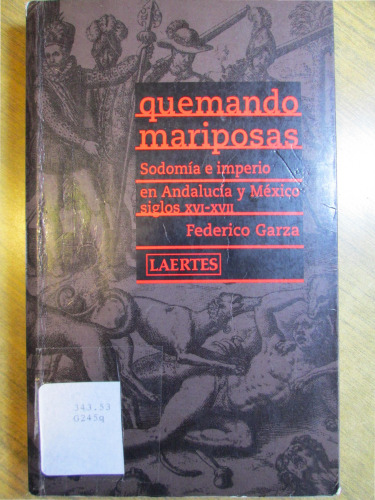 quemando
mariposas
Sodomía e imperio
en Andalucía y México
siglos XVI-XVII
Federico Garza
LAERTES
343.53
G245q